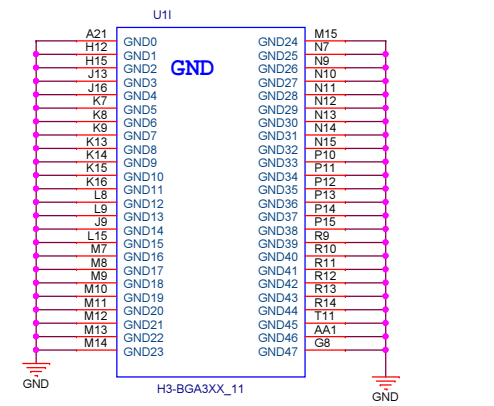 U1I
A21 GND0 GND24 M15
H12 GND1 GND25 N7
H15 GND2 GND GND26 N9
J13 GND3 GND27 N10
J16 GND4 GND28 N11
K7 GND5 GND29 N12
K8 GND6 GND30 N13
K9 GND7 GND31 N14
K13 GND8 GND32 N15
K14 GND9 GND33 P10
K15 GND10 GND34 P11
K16 GND11 GND35 P12
L8 GND12 GND36 P13
L9 GND13 GND37 P14
J9 GND14 GND38 P15
L15 GND15 GND39 R9
M7 GND16 GND40 R10
M8 GND17 GND41 R11
M9 GND18 GND42 R12
M10 GND19 GND43 R13
M11 GND20 GND44 R14
M12 GND21 GND45 T11
M13 GND22 GND46 AA1
M14 GND23 GND47 G8
GND H3-BGA3XX_11 GND